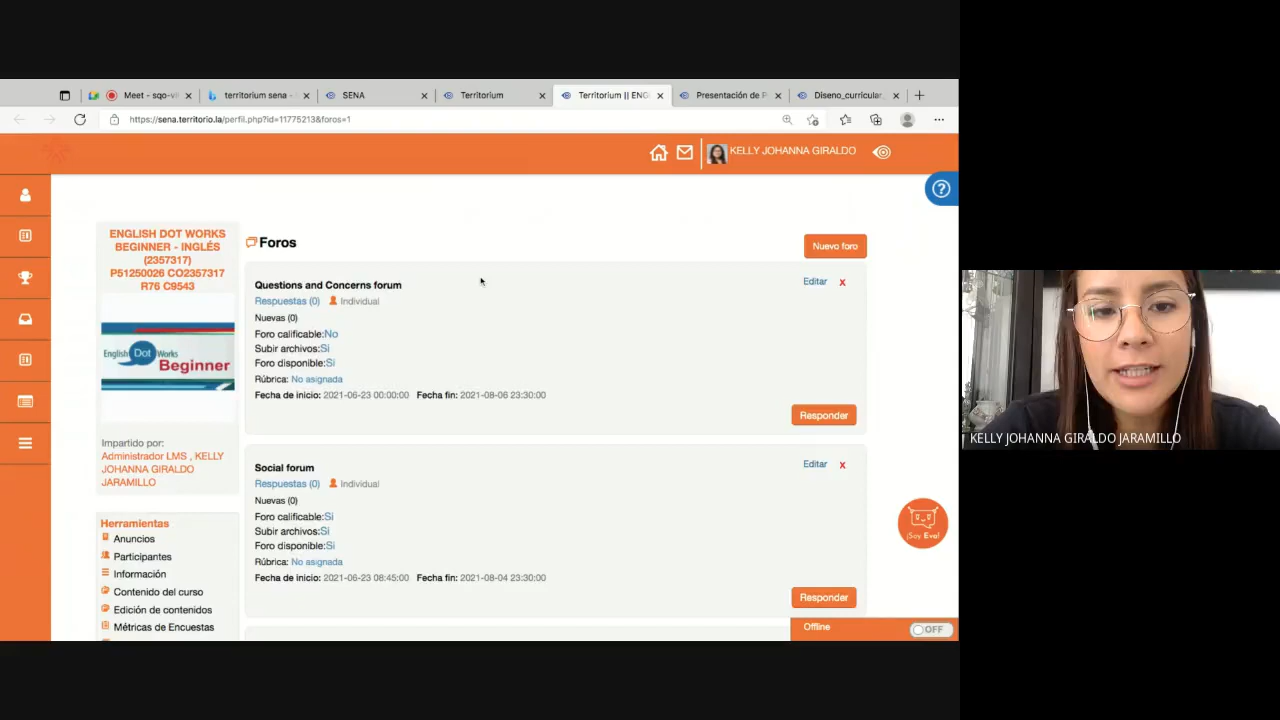 Meet - sqo-vi
territorium sena -
SENA
Territorium
Territorium || ENG
Presentación de P
Diseno_curricular_
https://sena.territorio.la/perfil.php?id=11775213&foros=1
KELLY JOHANNA GIRALDO
ENGLISH DOT WORKS
BEGINNER - INGLÉS
(2357317)
P51250026 CO2357317
R76 C9543
English Dot Works
Beginner
Impartido por:
Administrador LMS , KELLY
JOHANNA GIRALDO
JARAMILLO
Herramientas
Anuncios
Participantes
Información
Contenido del curso
Edición de contenidos
Métricas de Encuestas
Foros
Nuevo foro
Questions and Concerns forum
Editar x
Respuestas (0) Individual
Nuevas (0)
Foro calificable:No
Subir archivos:Si
Foro disponible:Si
Rúbrica: No asignada
Fecha de inicio: 2021-06-23 00:00:00 Fecha fin: 2021-08-06 23:30:00
Responder
Social forum
Editar x
Respuestas (0) Individual
Nuevas (0)
Foro calificable:Si
Subir archivos:Si
Foro disponible:Si
Rúbrica: No asignada
Fecha de inicio: 2021-06-23 08:45:00 Fecha fin: 2021-08-04 23:30:00
Responder
¡Soy Evo!
Offline
OFF
KELLY JOHANNA GIRALDO JARAMILLO